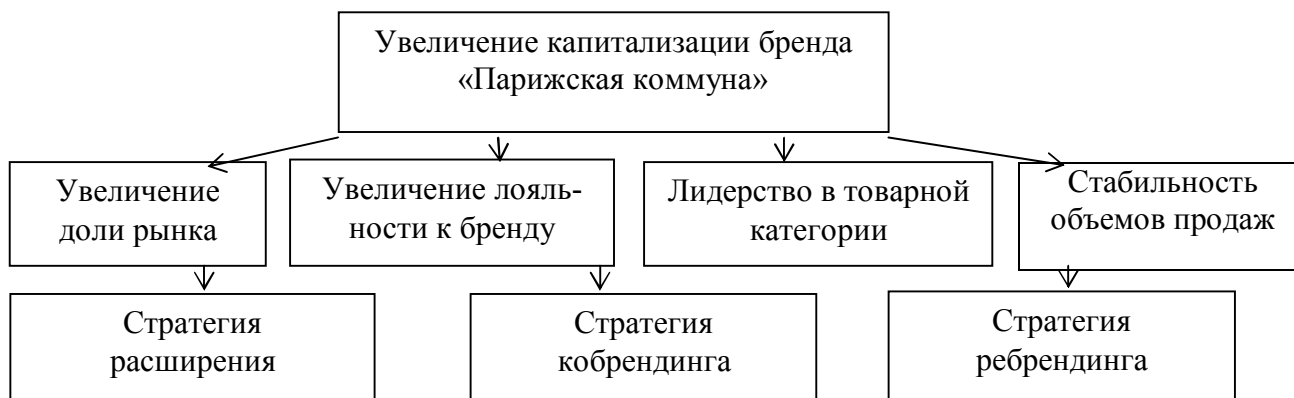 Увеличение капитализации бренда
«Парижская коммуна»
Увеличение
доли рынка
Увеличение лояль-
ности к бренду
Лидерство в товарной
категории
Стабильность
объемов продаж
Стратегия
расширения
Стратегия
кобрендинга
Стратегия
ребрендинга